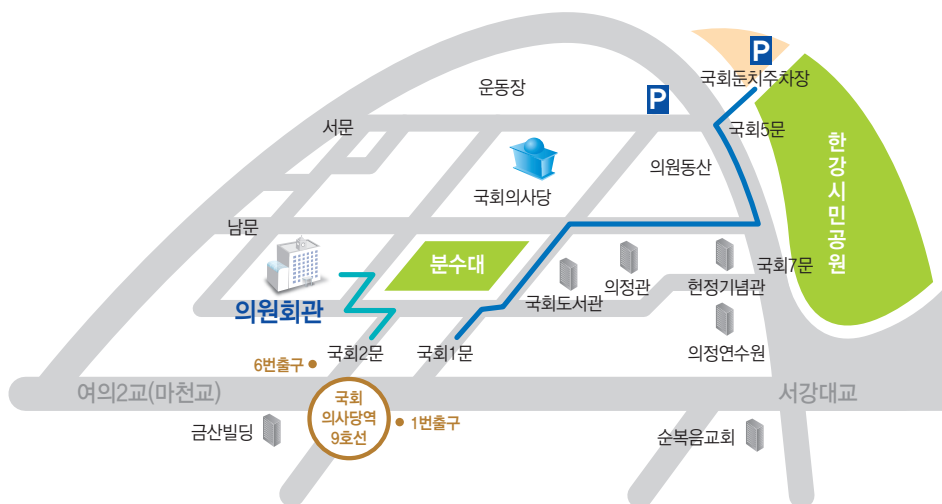 P
국회둔치주차장
운동장
P
서문
국회5문
의원동산
한강시민공원
국회의사당
남문
분수대
국회7문
의정관
헌정기념관
국회도서관
의원회관
국회2문
국회1문
의정연수원
6번출구
여의2교(마천교)
서강대교
국회
의사당역
9호선
1번출구
금산빌딩
순복음교회